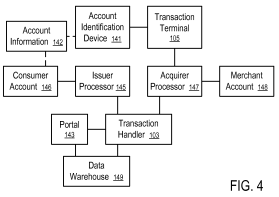 Account
Identification
Device 141
Transaction
Terminal
105
Account
Information 142
Consumer
Account 146
Issuer
Processor 145
Acquirer
Processor 147
Merchant
Account 148
Portal
143
Transaction
Handler 103
Data
Warehouse 149
FIG. 4